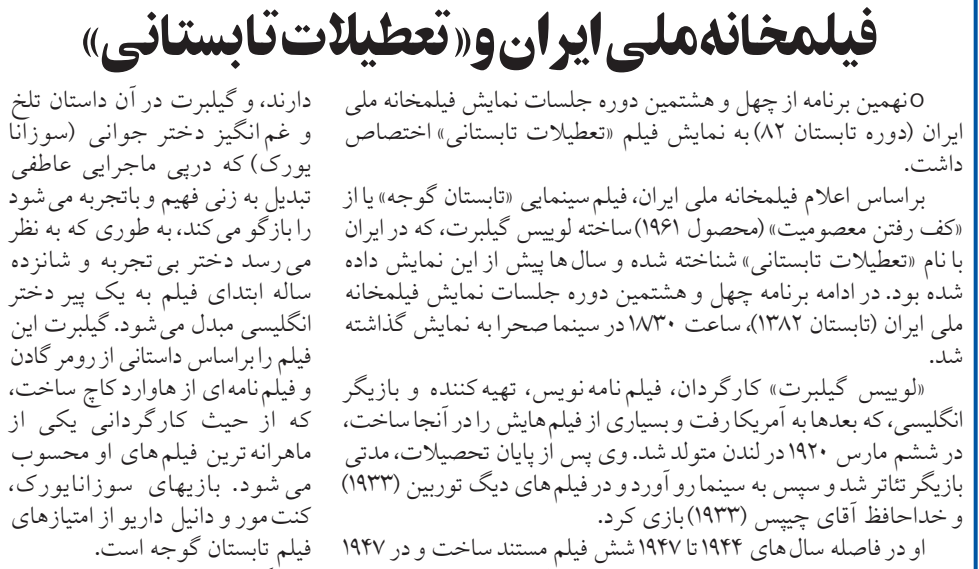 فیلمخانه ملی ایران و «تعطیلات تابستانی»
o نهمین برنامه از چهل و هشتمین دوره جلسات نمایش فیلمخانه ملی
ایران (دوره تابستان ۸۲) به نمایش فیلم «تعطیلات تابستانی» اختصاص
داشت.
براساس اعلام فیلمخانه ملی ایران، فیلم سینمایی «تابستان گوجه» یا از
«کف رفتن معصومیت» (محصول ۱۹۶۱) ساخته لوییس گیلبرت، که در ایران
با نام «تعطیلات تابستانی» شناخته شده و سال ها پیش از این نمایش داده
شده بود. در ادامه برنامه چهل و هشتمین دوره جلسات نمایش فیلمخانه
ملی ایران (تابستان ۱۳۸۲)، ساعت ۱۸/۳۰ در سینما صحرا به نمایش گذاشته
شد.
«لوییس گیلبرت» کارگردان، فیلم نامه نویس، تهیه کننده و بازیگر
انگلیسی، که بعدها به آمریکا رفت و بسیاری از فیلم هایش را در آنجا ساخت،
در ششم مارس ۱۹۲۰ در لندن متولد شد. وی پس از پایان تحصیلات، مدتی
بازیگر تئاتر شد و سپس به سینما رو آورد و در فیلم های دیگ توربین (۱۹۳۳)
و خداحافظ آقای چیپس (۱۹۳۳) بازی کرد.
او در فاصله سال های ۱۹۴۴ تا ۱۹۴۷ شش فیلم مستند ساخت و در ۱۹۴۷
دارند، و گیلبرت در آن داستان تلخ
و غم انگیز دختر جوانی (سوزانا
یورک) که درپی ماجرایی عاطفی
تبدیل به زنی فهیم و باتجربه می شود
را بازگو می کند، به طوری که به نظر
می رسد دختر بی تجربه و شانزده
ساله ابتدای فیلم به یک پیر دختر
انگلیسی مبدل می شود. گیلبرت این
فیلم را براساس داستانی از رومر گادن
و فیلم نامه ای از هاوارد کاچ ساخت،
که از حیث کارگردانی یکی از
ماهرانه ترین فیلم های او محسوب
می شود. بازیهای سوزانایورک،
کنت مور و دانیل داریو از امتیازهای
فیلم تابستان گوجه است.